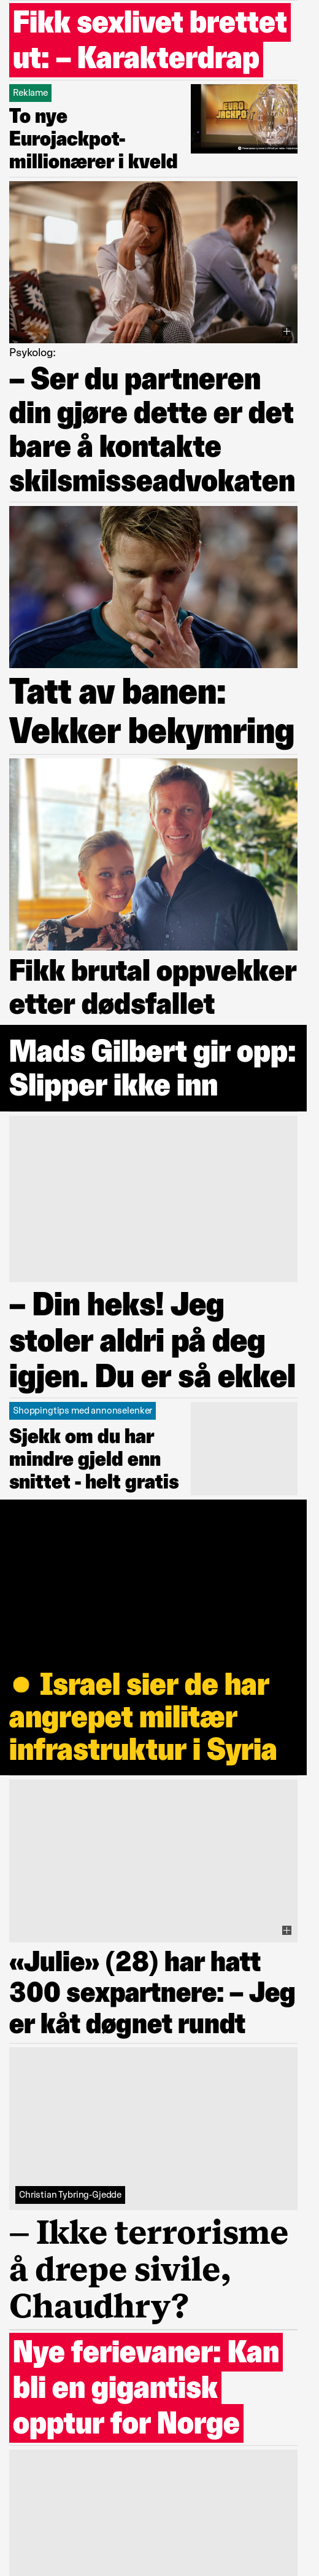 Fikk sexlivet brettet
ut: – Karakterdrap
Reklame
To nye
Eurojackpot-
millionærer i kveld
EURO
JACKPOT
Psykolog:
– Ser du partneren
din gjøre dette er det
bare å kontakte
skilsmisseadvokaten
Tatt av banen:
Vekker bekymring
Fikk brutal oppvekker
etter dødsfallet
Mads Gilbert gir opp:
Slipper ikke inn
– Din heks! Jeg
stoler aldri på deg
igjen. Du er så ekkel
Shoppingtips med annonselenker
Sjekk om du har
mindre gjeld enn
snittet - helt gratis
● Israel sier de har
angrepet militær
infrastruktur i Syria
«Julie» (28) har hatt
300 sexpartnere: – Jeg
er kåt døgnet rundt
Christian Tybring-Gjedde
– Ikke terrorisme
å drepe sivile,
Chaudhry?
Nye ferievaner: Kan
bli en gigantisk
opptur for Norge